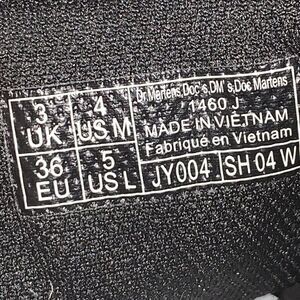 3 UK
4 US M
Dr.Martens,Doc's,DM's,Doc Martens
1460 J
MADE IN VIETNAM
Fabriqué en Vietnam
36 EU
5 US L
JY004
SH 04 W